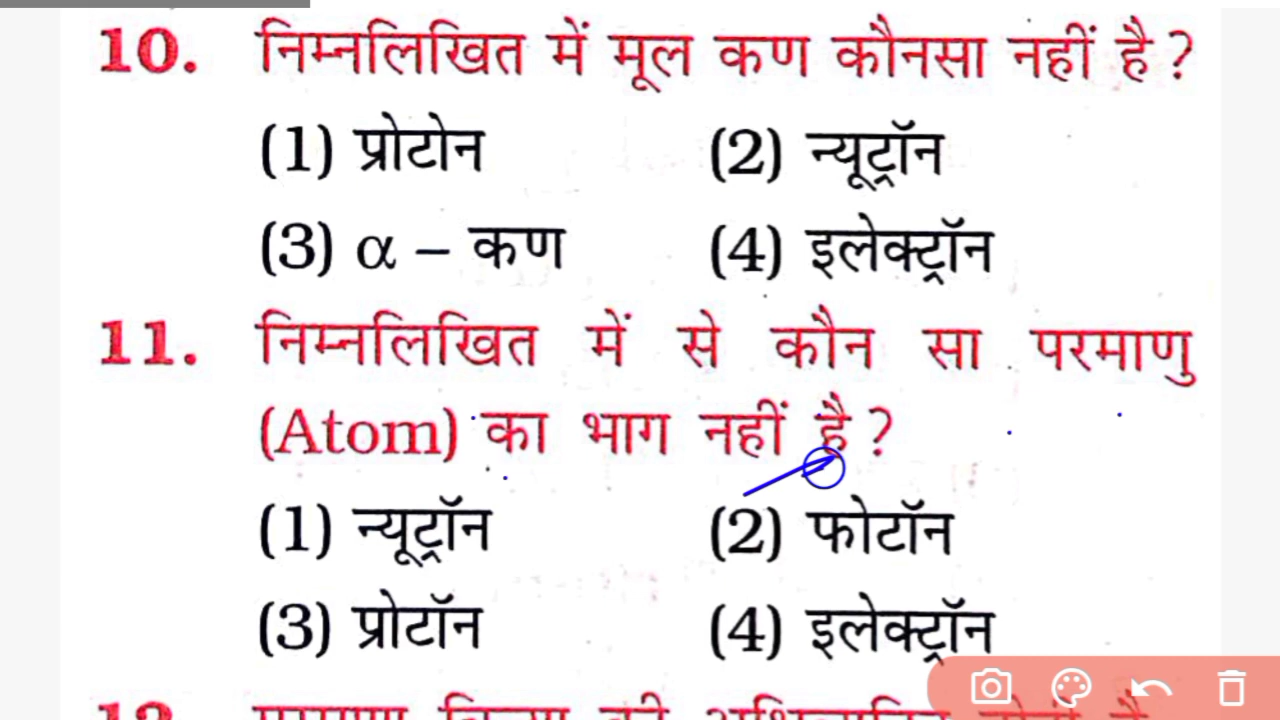 10. निम्नलिखित में मूल कण कौनसा नहीं है ?
(1) प्रोटोन (2) न्यूट्रॉन
(3) α – कण (4) इलेक्ट्रॉन
11. निम्नलिखित में से कौन सा परमाणु
(Atom) का भाग नहीं है ?
(1) न्यूट्रॉन (2) फोटॉन
(3) प्रोटॉन (4) इलेक्ट्रॉन